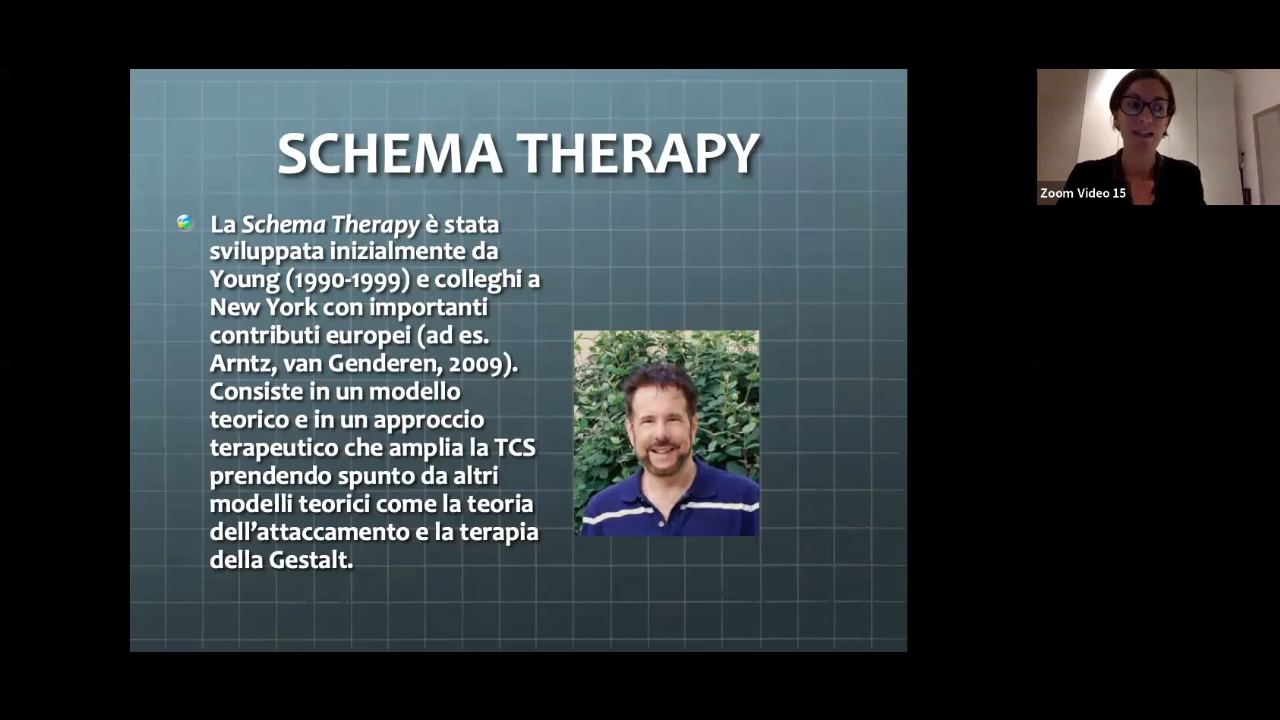 SCHEMA THERAPY
La Schema Therapy è stata
sviluppata inizialmente da
Young (1990-1999) e colleghi a
New York con importanti
contributi europei (ad es.
Arntz, van Genderen, 2009).
Consiste in un modello
teorico e in un approccio
terapeutico che amplia la TCS
prendendo spunto da altri
modelli teorici come la teoria
dell’attaccamento e la terapia
della Gestalt.
Zoom Video 15